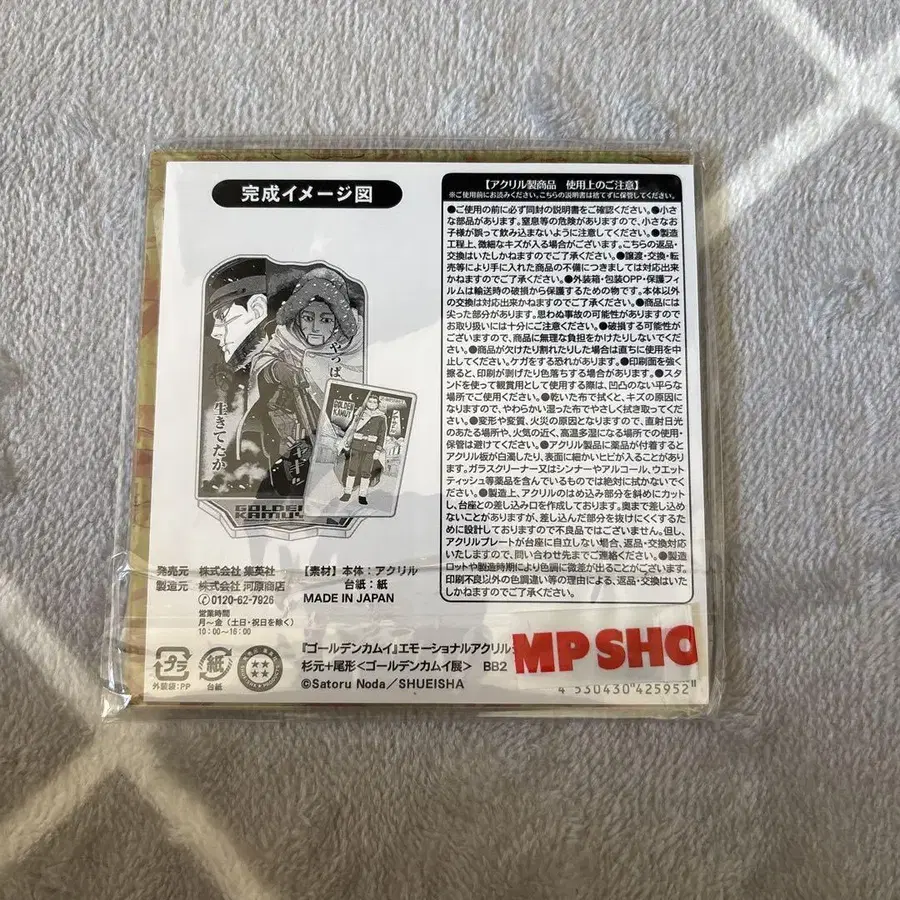 完成イメージ図
やっぱ
生きてたか
GOLDEN
KAMUY
GOLDEN
KAMUY
発売元 株式会社 集英社
製造元 株式会社 河原商店
0120-62-7826
営業時間
月～金(土日・祝日を除く)
10:00～16:00
【素材】本体:アクリル
台紙:紙
MADE IN JAPAN
プラ
外装袋:PP
紙
台紙
【アクリル製商品 使用上のご注意】
※ご使用前にお読みください。こちらの説明書は捨てずに保管してください。
●ご使用の前に必ず同封の説明書をご確認ください。●小さ
な部品があります。窒息等の危険がありますので、小さなお
子様が誤って飲み込まないように注意してください。●製造
工程上、微細なキズが入る場合がございます。こちらの返品・
交換はいたしかねますのでご了承ください。●譲渡・交換・転
売等により手に入れた商品の不備につきましては対応出来
かねますのでご了承ください。●外装箱・包装OPP・保護フィ
ルムは輸送時の破損から保護するための物です。本体以外
の交換は対応出来かねますのでご了承ください。●商品には
尖った部分があります。思わぬ事故の可能性がありますので
お取り扱いには十分にご注意ください。●破損する可能性が
ございますので、商品に無理な負担をかけたりしないでくだ
さい。●商品が欠けたり割れたりした場合は直ちに使用を中
止してください。ケガをする恐れがあります。●印刷面を強く
擦ると、印刷が剥げたり色落ちする場合があります。●スタ
ンドを使って観賞用として使用する際は、凹凸のない平らな
場所でご使用ください。●乾いた布で拭くと、キズの原因に
なりますので、やわらかい湿った布でやさしく拭き取ってくだ
さい。●変形や変質、火災の原因となりますので、直射日光
のあたる場所や、火気の近く、高温多湿になる場所での使用・
保管は避けてください。●アクリル製品に薬品が付着すると
アクリル板が白濁したり、表面に細かいヒビが入ることがあり
ます。ガラスクリーナー又はシンナーやアルコール、ウエット
ティッシュ等薬品を含んでいるものでは絶対に拭かないでくだ
さい。●製造上、アクリルのはめ込み部分を斜めにカット
し、台座との差し込み口を作成しております。奥まで差し込め
ないことがありますが、差し込んだ部分を抜けにくくするため
に設計しておりますので不良品ではございません。但し、
アクリルプレートが台座に自立しない場合、返品・交換対応
いたしますので、問い合わせ先までご連絡ください。●製造
ロットや製造時期により色調に微差が出ることがございます。
印刷不良以外の色調違い等の理由による、返品・交換はいた
しかねますのでご了承ください。
『ゴールデンカムイ』エモーショナルアクリル
杉元+尾形<ゴールデンカムイ展> BB2
©Satoru Noda/SHUEISHA
MP SHO
4 530430 425952